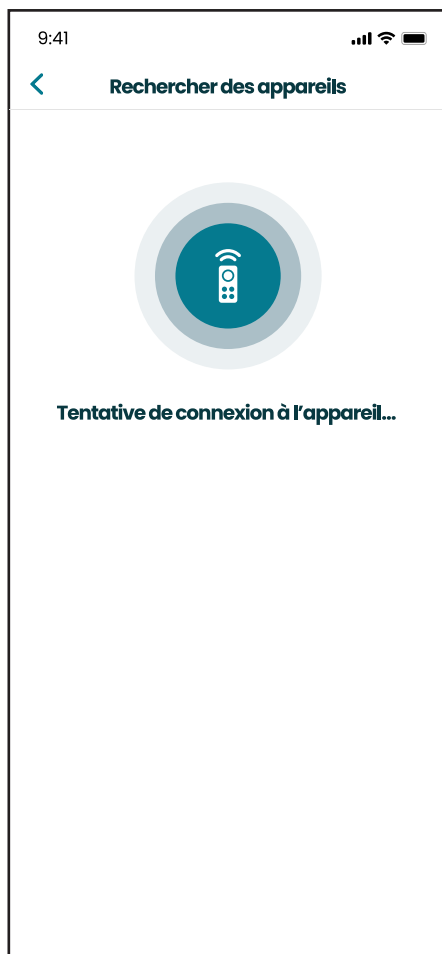 9:41
Rechercher des appareils
Tentative de connexion à l'appareil...